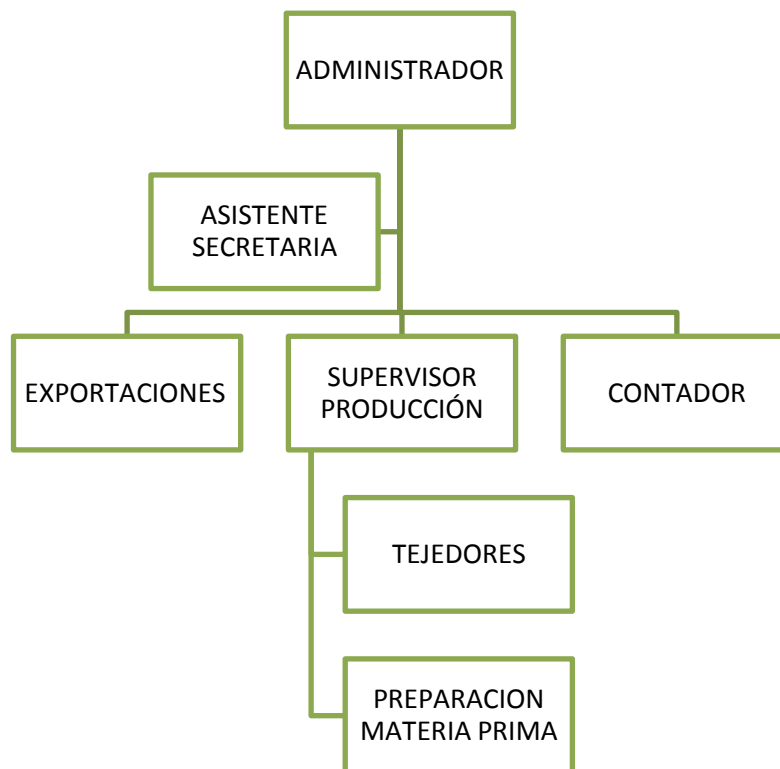 ADMINISTRADOR
ASISTENTE
SECRETARIA
EXPORTACIONES
SUPERVISOR
PRODUCCIÓN
CONTADOR
TEJEDORES
PREPARACION
MATERIA PRIMA